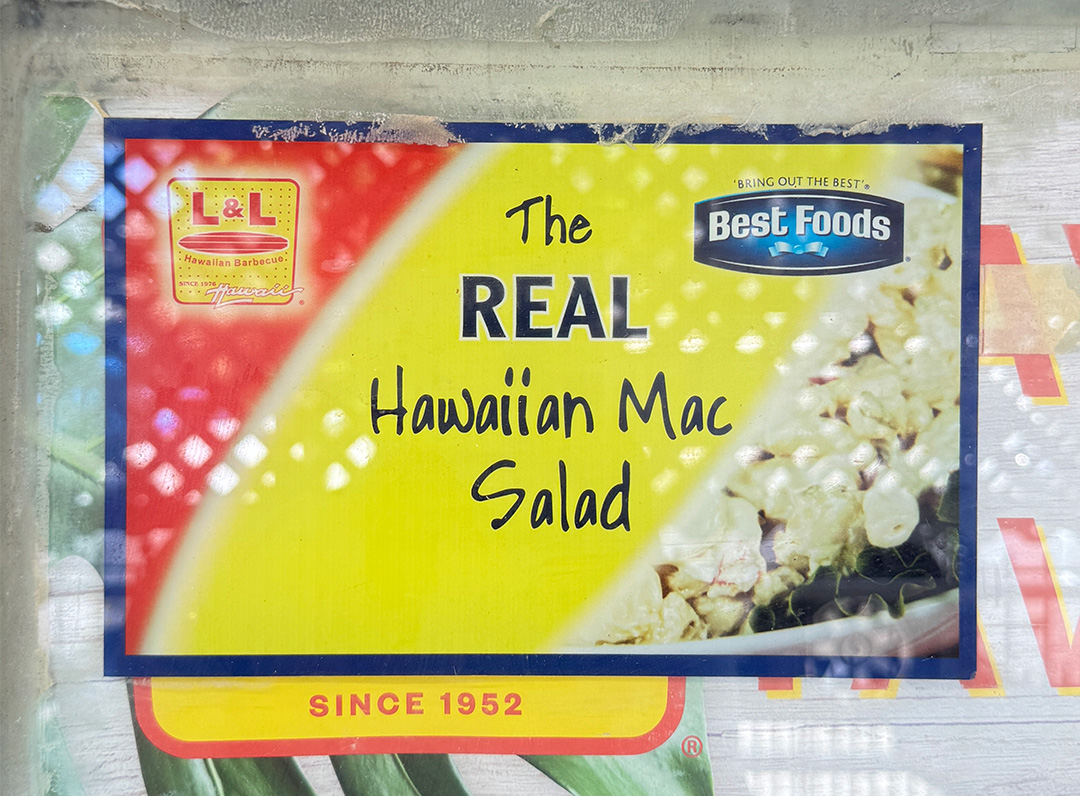 L&L
Hawaiian Barbecue
SINCE 1976
Hawaii
®
The
REAL
Hawaiian Mac
Salad
'BRING OUT THE BEST'®
Best Foods
SINCE 1952
®